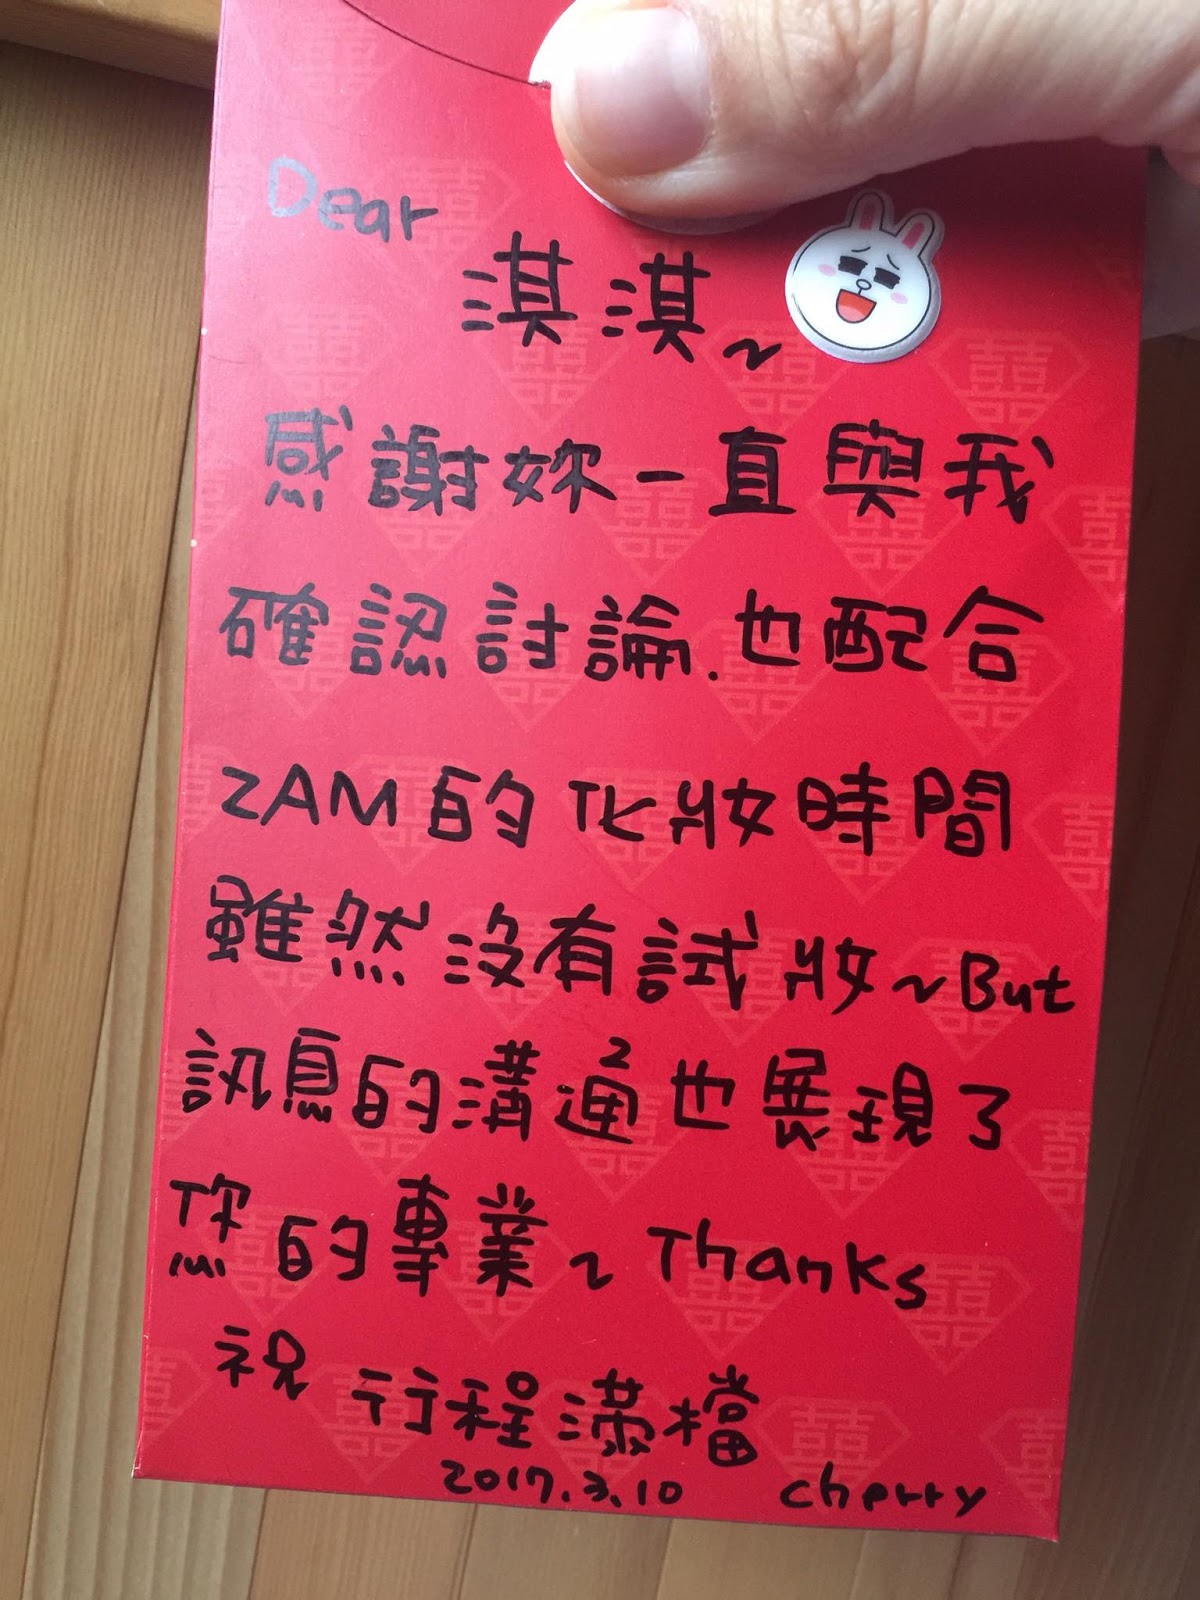 Dear
淇淇~
感謝妳一直與我
確認討論.也配合
2AM的化妝時間
雖然沒有試妝~But
訊息的溝通也展現了
您的專業~Thanks
祝 行程滿檔
2017.3.10 cherry